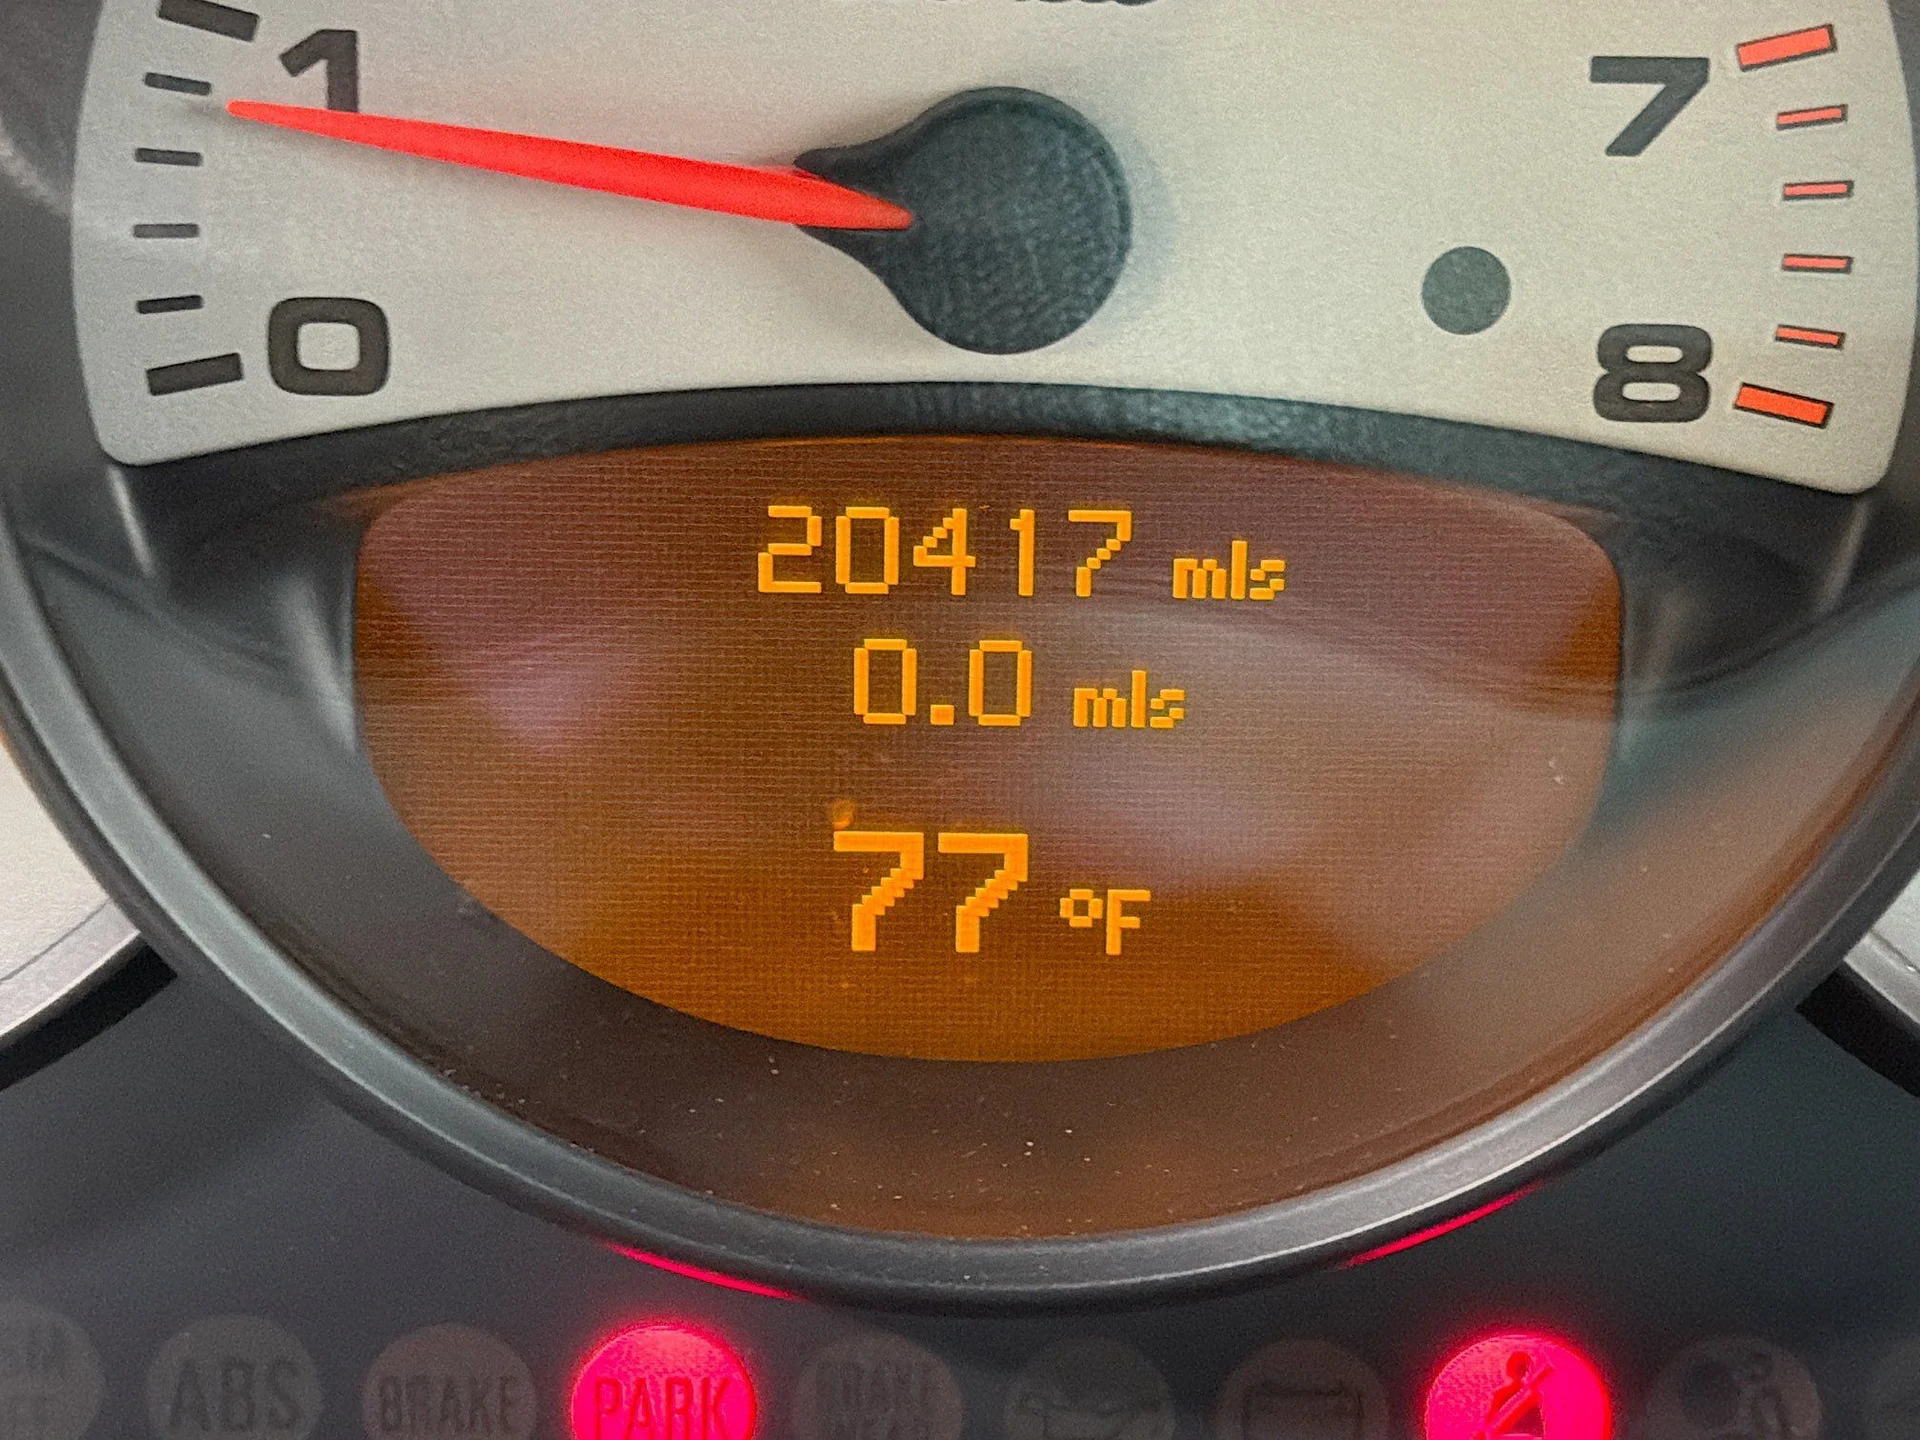 1
7
0
8
20417 mls
0.0 mls
77 °F
ABS
BRAKE
PARK